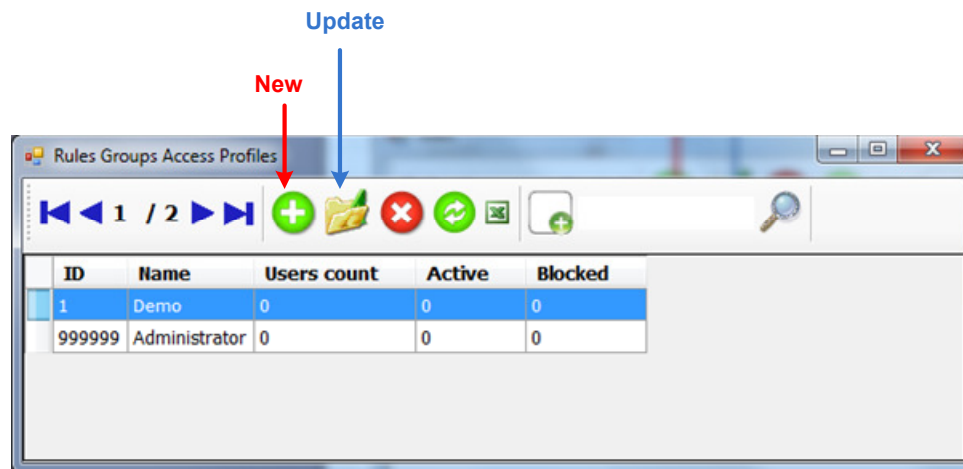 Update
New
Rules Groups Access Profiles
1 / 2
ID Name Users count Active Blocked
1 Demo 0 0 0
999999 Administrator 0 0 0